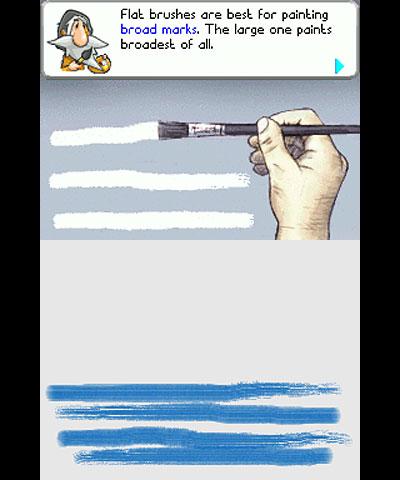 Flat brushes are best for painting
broad marks. The large one paints
broadest of all.